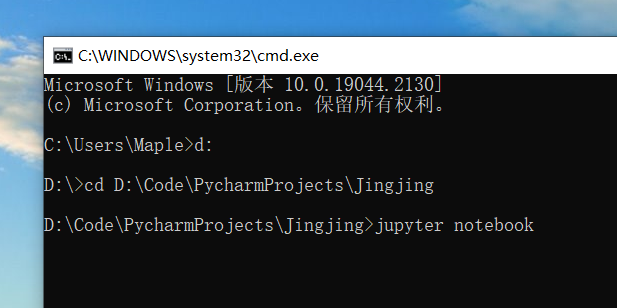 C:\WINDOWS\system32\cmd.exe
Microsoft Windows [版本 10.0.19044.2130]
(c) Microsoft Corporation。保留所有权利。
C:\Users\Maple>d:
D:\>cd D:\Code\PycharmProjects\Jingjing
D:\Code\PycharmProjects\Jingjing>jupyter notebook